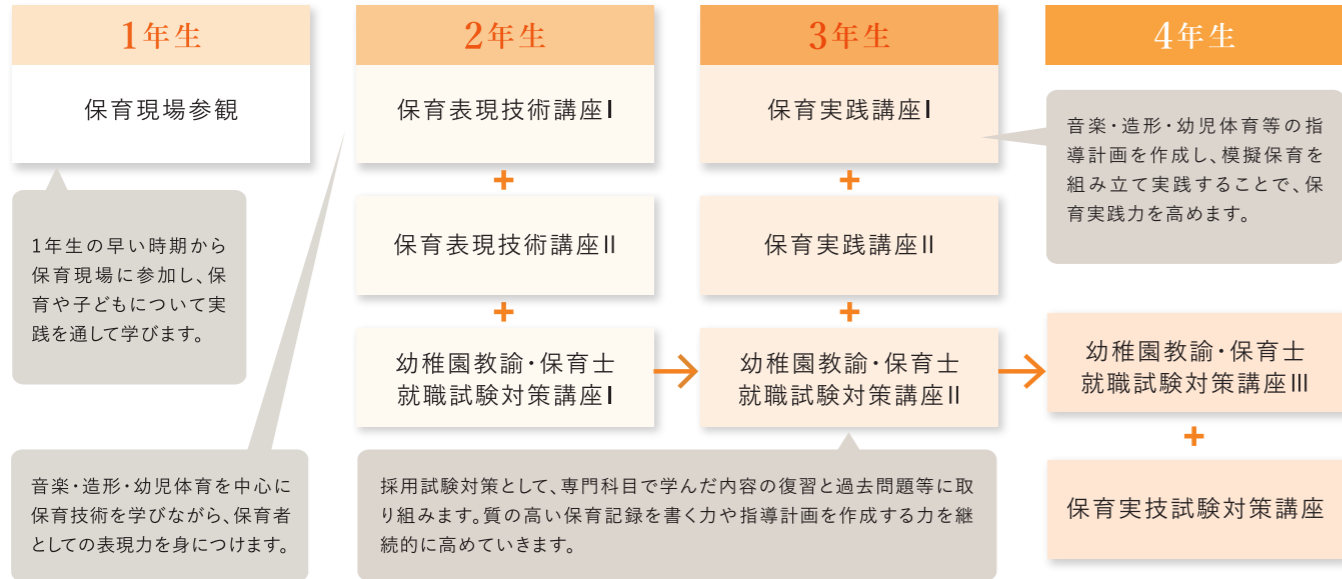 1年生
保育現場参観
1年生の早い時期から
保育現場に参加し、保
育や子どもについて実
践を通して学びます。
2年生
保育表現技術講座Ⅰ
+
保育表現技術講座Ⅱ
+
幼稚園教諭・保育士
就職試験対策講座Ⅰ
音楽・造形・幼児体育を中心に
保育技術を学びながら、保育者
としての表現力を身につけます。
3年生
保育実践講座Ⅰ
+
保育実践講座Ⅱ
+
幼稚園教諭・保育士
就職試験対策講座Ⅱ
採用試験対策として、専門科目で学んだ内容の復習と過去問題等に取
り組みます。質の高い保育記録を書く力や指導計画を作成する力を継
続的に高めていきます。
4年生
音楽・造形・幼児体育等の指
導計画を作成し、模擬保育を
組み立て実践することで、保
育実践力を高めます。
幼稚園教諭・保育士
就職試験対策講座Ⅲ
+
保育実技試験対策講座